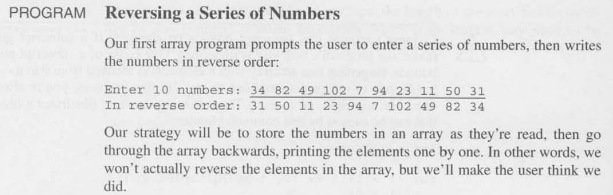 PROGRAM Reversing a Series of Numbers
Our first array program prompts the user to enter a series of numbers, then writes
the numbers in reverse order:
Enter 10 numbers: 34 82 49 102 7 94 23 11 50 31
In reverse order: 31 50 11 23 94 7 102 49 82 34
Our strategy will be to store the numbers in an array as they're read, then go
through the array backwards, printing the elements one by one. In other words, we
won't actually reverse the elements in the array, but we'll make the user think we
did.